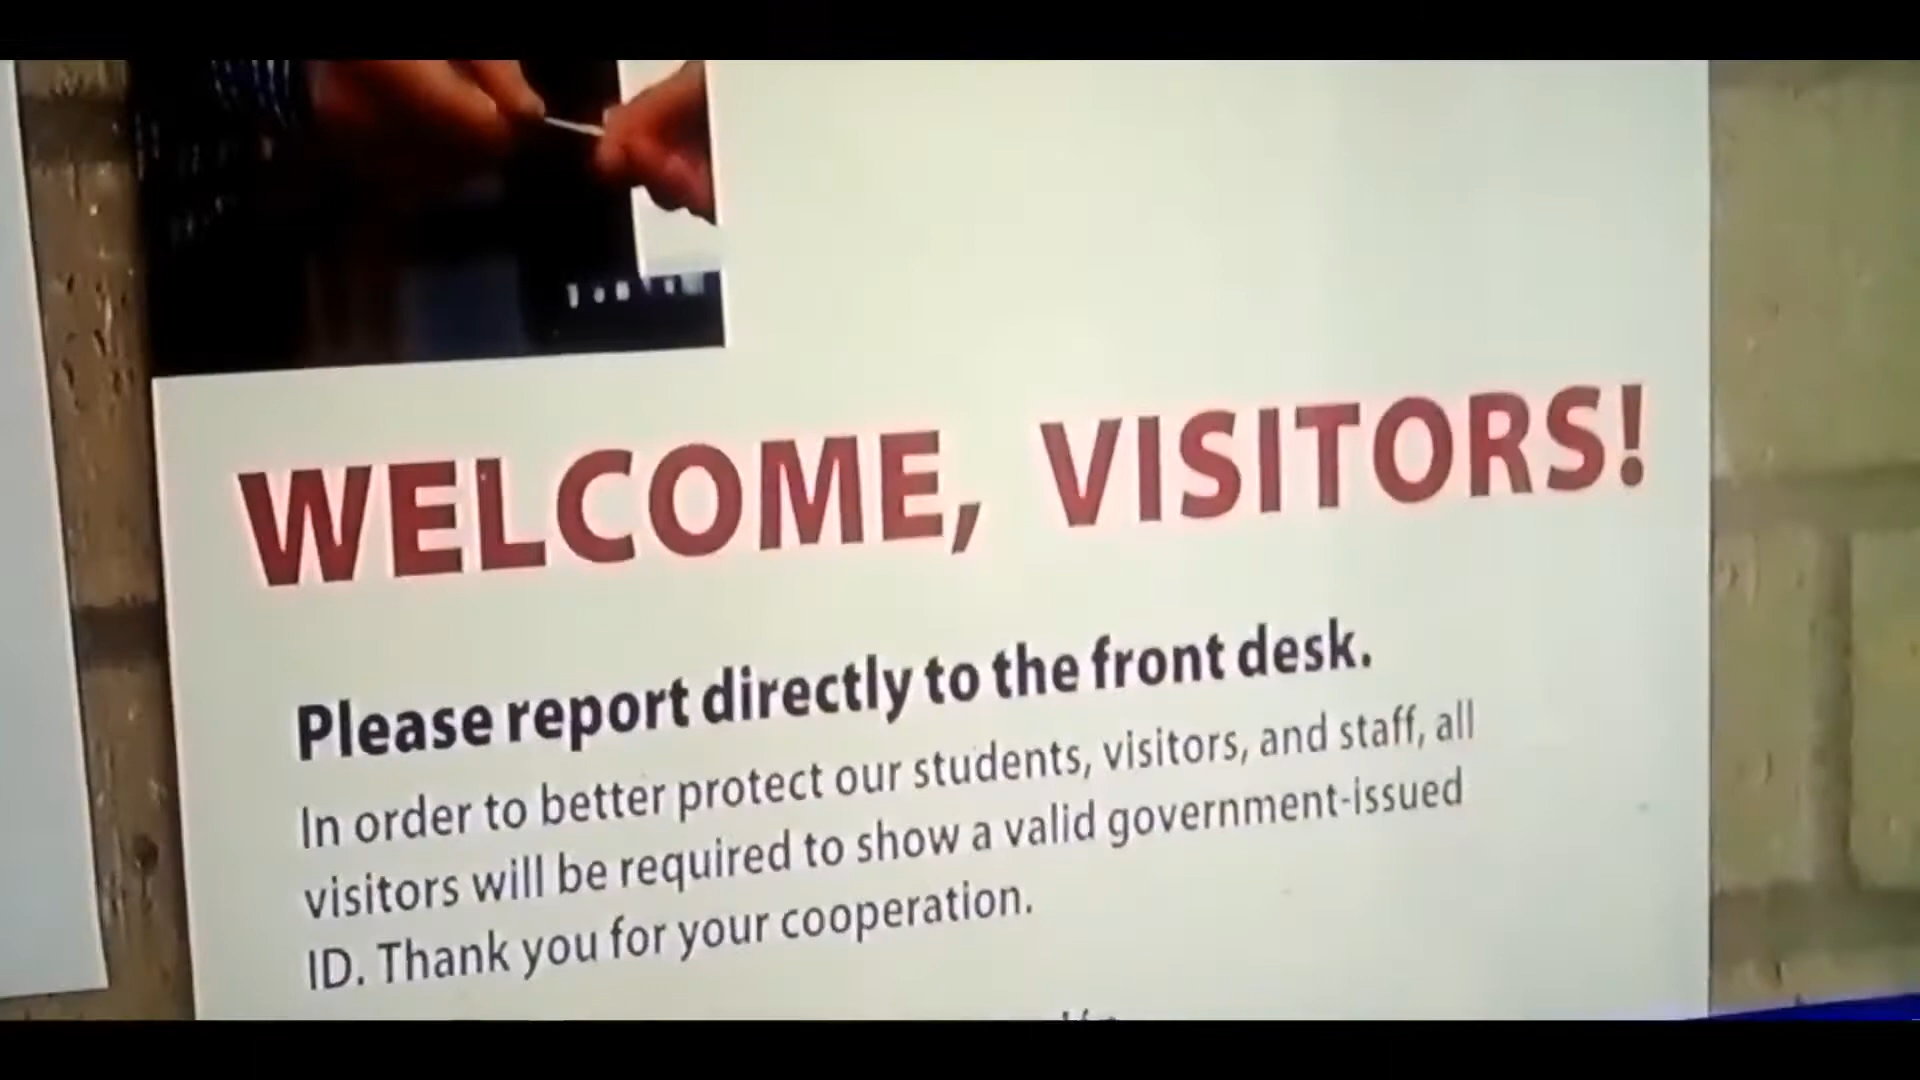 WELCOME, VISITORS!
Please report directly to the front desk.
In order to better protect our students, visitors, and staff, all
visitors will be required to show a valid government-issued
ID. Thank you for your cooperation.